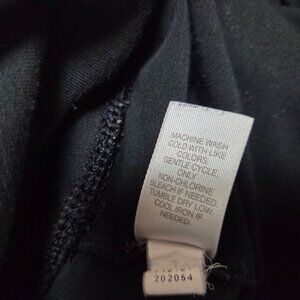 MACHINE WASH
COLD WITH LIKE
COLORS.
GENTLE CYCLE.
ONLY
NON-CHLORINE
BLEACH IF NEEDED.
TUMBLE DRY LOW.
COOL IRON IF
NEEDED.
202054